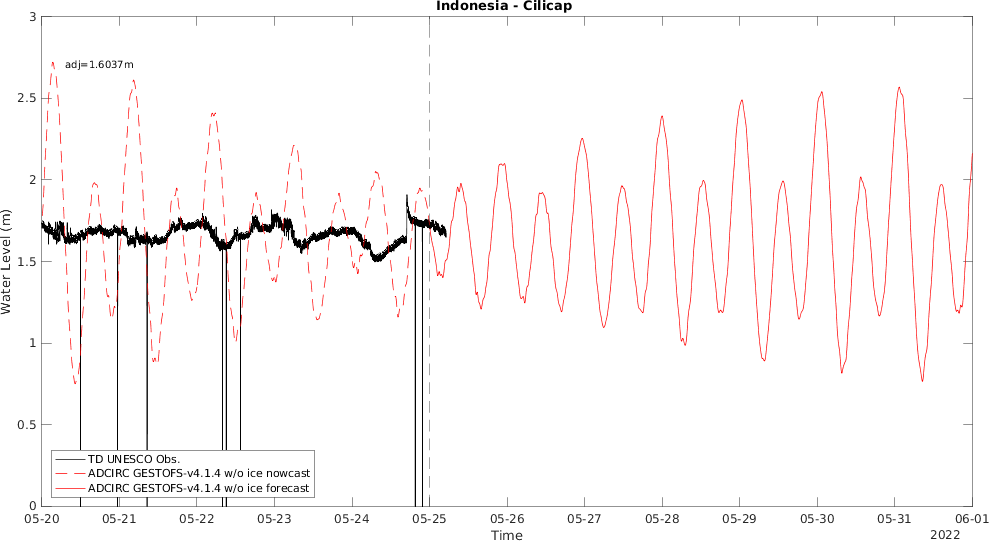 Indonesia - Cilicap
adj=1.6037m
3
2.5
2
1.5
1
0.5
0
Water Level (m)
TD UNESCO Obs.
ADCIRC GESTOFS-v4.1.4 w/o ice nowcast
ADCIRC GESTOFS-v4.1.4 w/o ice forecast
05-20 05-21 05-22 05-23 05-24 05-25 05-26 05-27 05-28 05-29 05-30 05-31 06-01
Time
2022